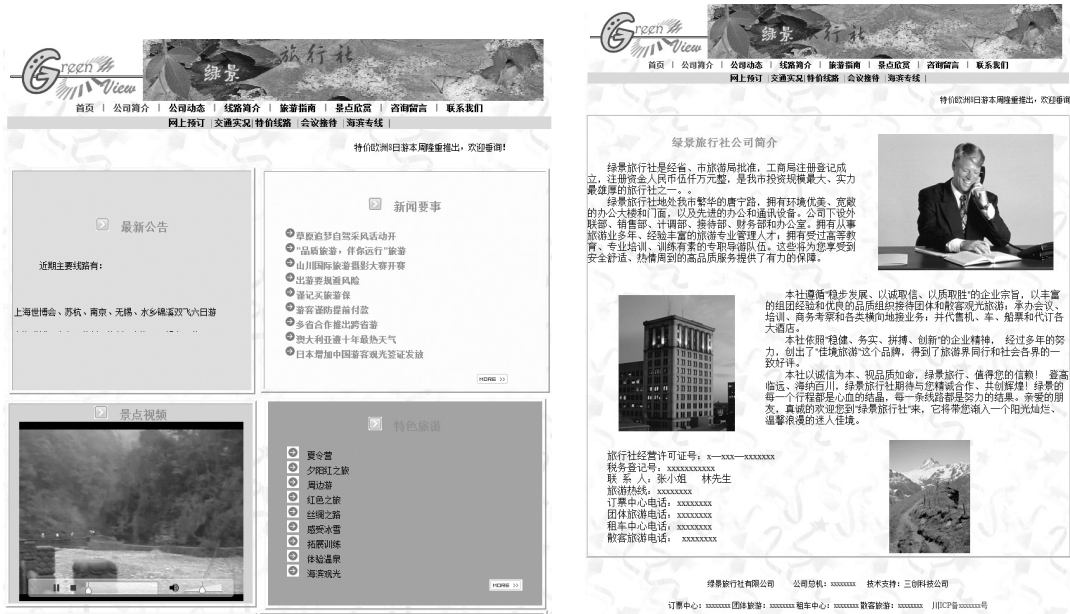 Green View
绿景 旅行社
首页 | 公司简介 | 公司动态 | 线路简介 | 旅游指南 | 景点欣赏 | 咨询留言 | 联系我们
网上预订 | 交通实况 | 特价线路 | 会议接待 | 海滨专线 |
特价欧洲8日游本周隆重推出，欢迎垂询！
最新公告
近期主要线路有：
上海世博会、苏杭、南京、无锡、水乡锦溪双飞六日游
新闻要事
草原追梦自驾采风活动开
"品质旅游，伴你远行"旅游
山川国际旅游摄影大赛开赛
出游要规避风险
谨记买旅游保
游客谨防提前付款
多省合作推出跨省游
澳大利亚遭十年最热天气
日本增加中国游客观光签证发放
MORE >>
景点视频
特色旅游
夏令营
夕阳红之旅
周边游
红色之旅
丝绸之路
感受冰雪
拓展训练
体验温泉
海滨观光
MORE >>
Green View
绿景 旅行社
首页 | 公司简介 | 公司动态 | 线路简介 | 旅游指南 | 景点欣赏 | 咨询留言 | 联系我们
网上预订 | 交通实况 | 特价线路 | 会议接待 | 海滨专线 |
特价欧洲8日游本周隆重推出，欢迎垂询
绿景旅行社公司简介
绿景旅行社是经省、市旅游局批准，工商局注册登记成
立，注册资金人民币伍仟万元整，是我市投资规模最大、实力
最雄厚的旅行社之一。。
绿景旅行社地处我市繁华的唐宁路，拥有环境优美、宽敞
的办公大楼和门面，以及先进的办公和通讯设备。公司下设外
联部、销售部、计调部、接待部、财务部和办公室。拥有从事
旅游业多年、经验丰富的旅游专业管理人才；拥有受过高等教
育、专业培训、训练有素的专职导游队伍。这些将为您享受到
安全舒适、热情周到的高品质服务提供了有力的保障。
本社遵循"稳步发展、以诚取信、以质取胜"的企业宗旨，以丰富
的组团经验和优良的品质组织接待团体和散客观光旅游；承办会议、
培训、商务考察和各类横向地接业务；并代售机、车、船票和代订各
大酒店。
本社依照"稳健、务实、拼搏、创新"的企业精神， 经过多年的努
力，创出了"佳境旅游"这个品牌，得到了旅游界同行和社会各界的一
致好评。
本社以诚信为本、视品质如命，绿景旅行、值得您的信赖！ 登高
临远、海纳百川，绿景旅行社期待与您精诚合作、共创辉煌！绿景的
每一个行程都是心血的结晶，每一条线路都是努力的结果。亲爱的朋
友，真诚的欢迎您到"绿景旅行社"来，它将带您融入一个阳光灿烂、
温馨浪漫的迷人佳境。
旅行社经营许可证号：x—xxx—xxxxxxx
税务登记号：xxxxxxxxxxx
联 系 人：张小姐 林先生
旅游热线：xxxxxxxx
订票中心电话：xxxxxxxx
团体旅游电话：xxxxxxxx
租车中心电话：xxxxxxxx
散客旅游电话： xxxxxxxx
绿景旅行社有限公司 公司总机：xxxxxxxx 技术支持：三创科技公司
订票中心：xxxxxxxx 团体旅游：xxxxxxxx 租车中心：xxxxxxxx 散客旅游：xxxxxxxx 川ICP备xxxxxxx号